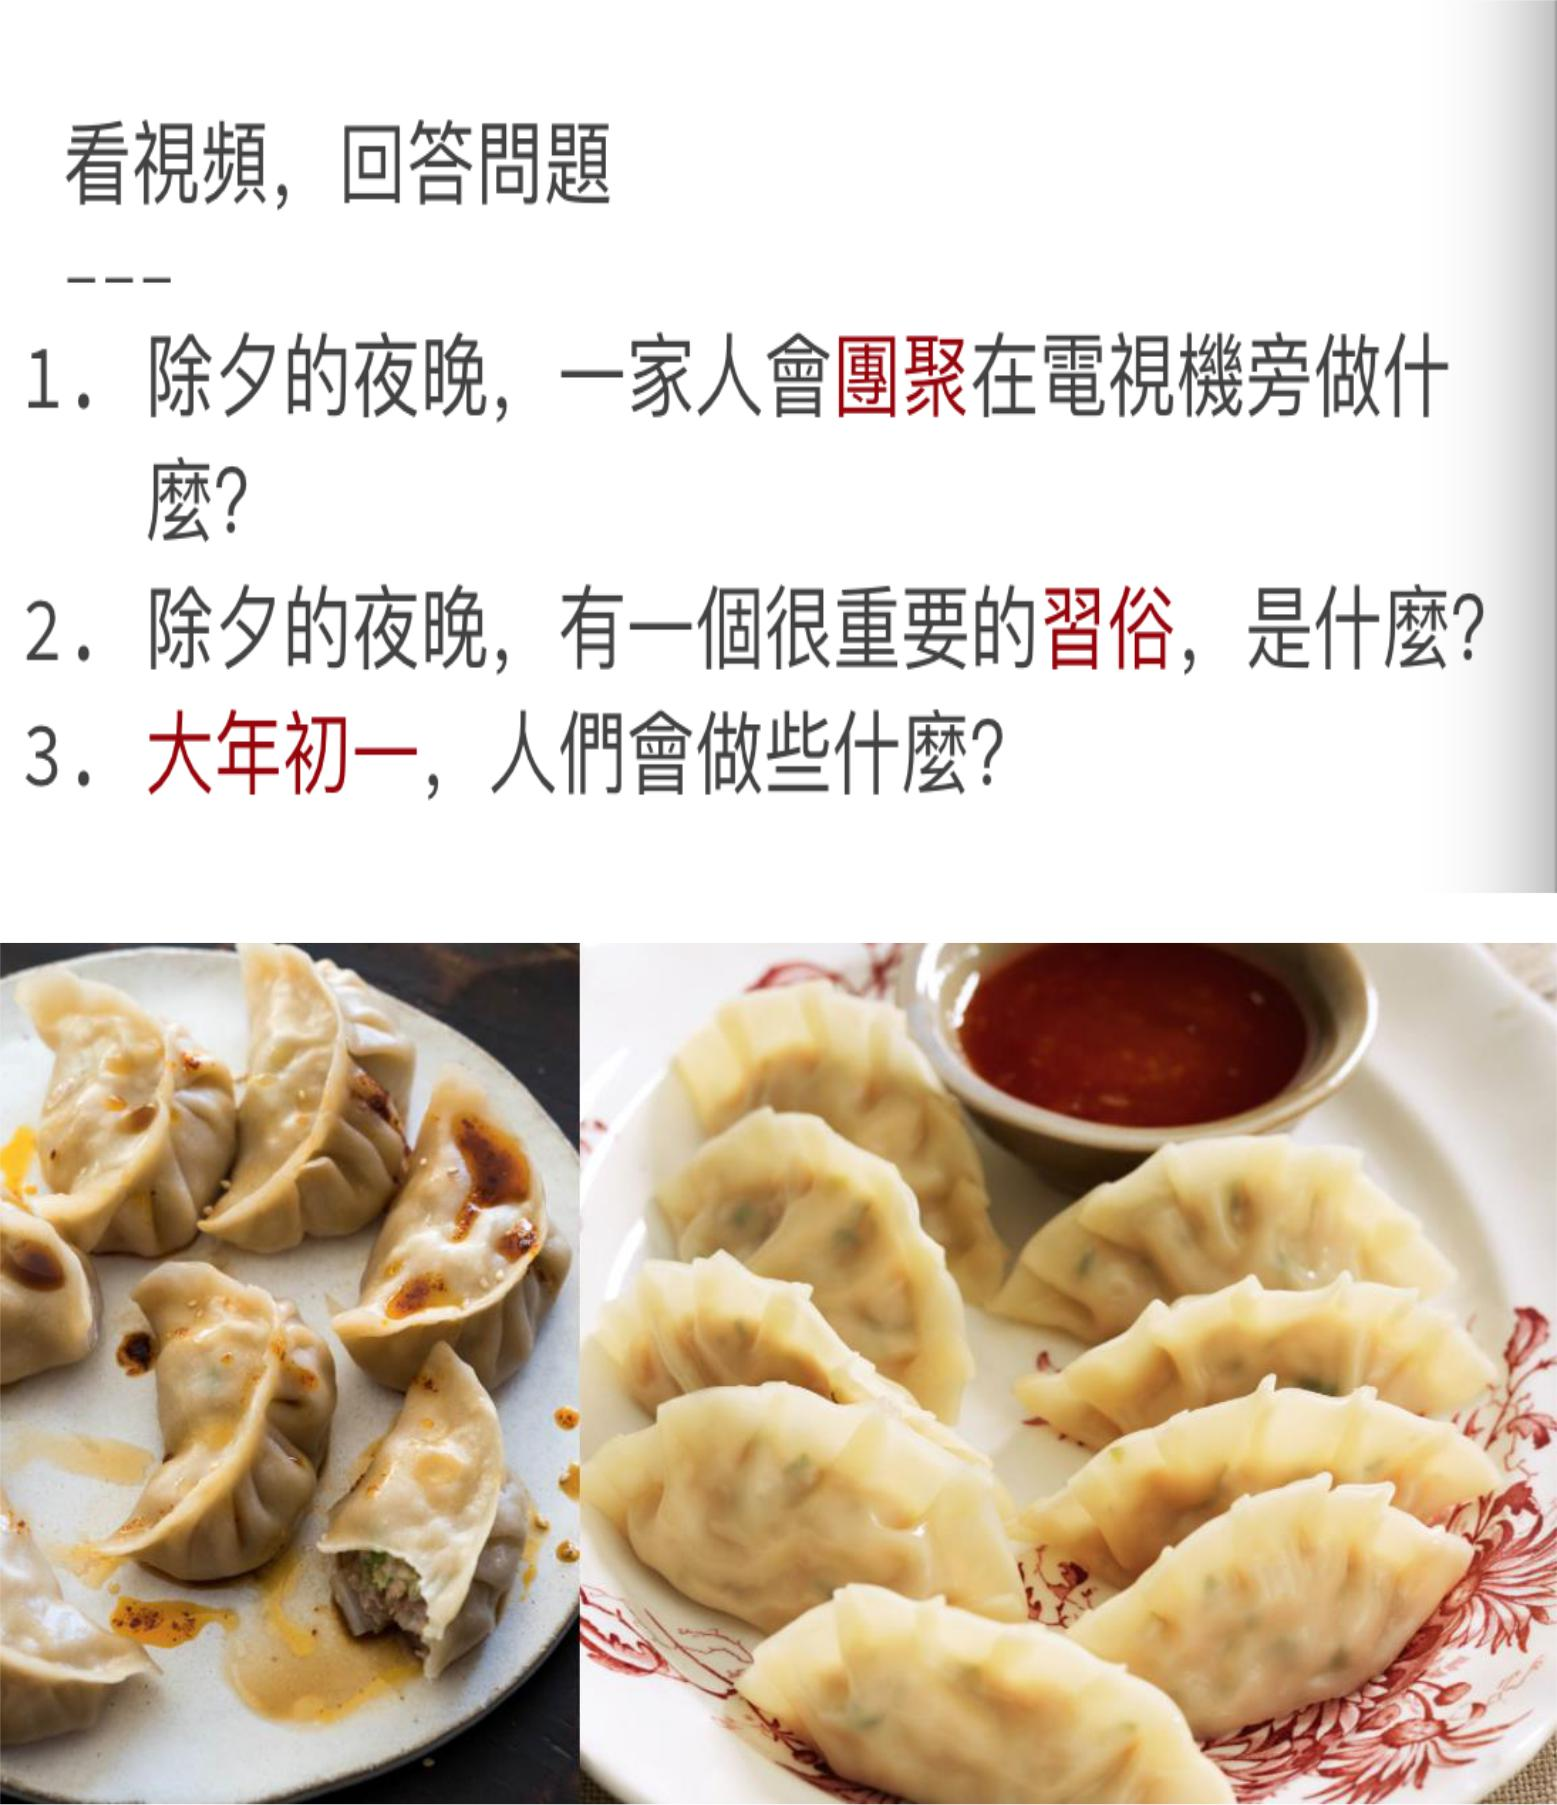 看視頻，回答問題
---
1. 除夕的夜晚，一家人會團聚在電視機旁做什
麼？
2. 除夕的夜晚，有一個很重要的習俗，是什麼？
3. 大年初一，人們會做些什麼？